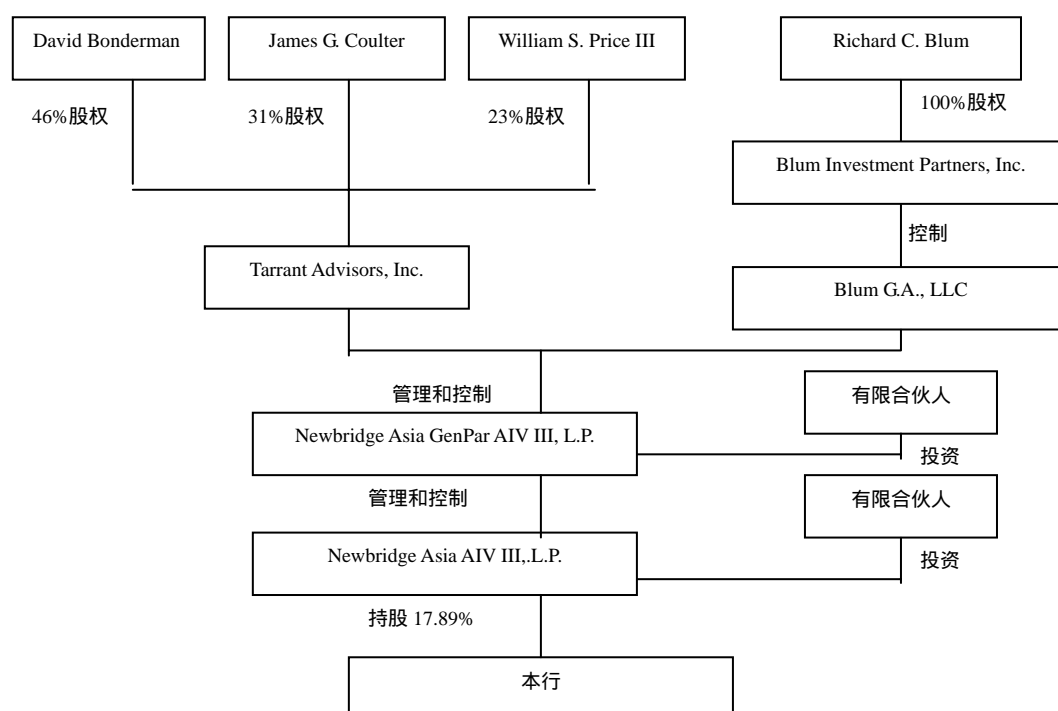 David Bonderman
James G. Coulter
William S. Price III
Richard C. Blum
46%股权
31%股权
23%股权
100%股权
Blum Investment Partners, Inc.
控制
Tarrant Advisors, Inc.
Blum G.A., LLC
管理和控制
有限合伙人
Newbridge Asia GenPar AIV III, L.P.
投资
管理和控制
有限合伙人
Newbridge Asia AIV III,.L.P.
投资
持股 17.89%
本行